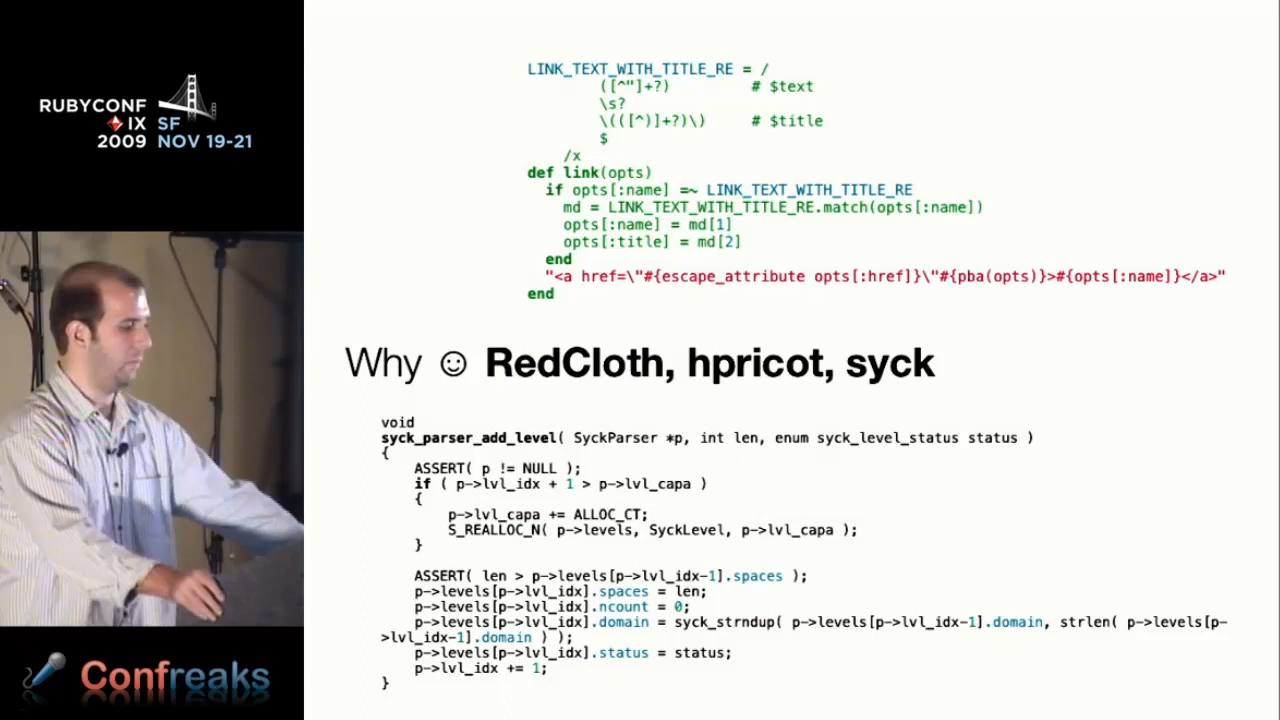 RUBYCONF
IX SF
2009 NOV 19-21
LINK_TEXT_WITH_TITLE_RE = /
([^"]+?) # $text
\s?
\(([^)]+?)\) # $title
$
/x
def link(opts)
if opts[:name] =~ LINK_TEXT_WITH_TITLE_RE
md = LINK_TEXT_WITH_TITLE_RE.match(opts[:name])
opts[:name] = md[1]
opts[:title] = md[2]
end
"<a href=\"#{escape_attribute opts[:href]}\"#{pba(opts)}>#{opts[:name]}</a>"
end
Why ☺ RedCloth, hpricot, syck
void
syck_parser_add_level( SyckParser *p, int len, enum syck_level_status status )
{
ASSERT( p != NULL );
if ( p->lvl_idx + 1 > p->lvl_capa )
{
p->lvl_capa += ALLOC_CT;
S_REALLOC_N( p->levels, SyckLevel, p->lvl_capa );
}
ASSERT( len > p->levels[p->lvl_idx-1].spaces );
p->levels[p->lvl_idx].spaces = len;
p->levels[p->lvl_idx].ncount = 0;
p->levels[p->lvl_idx].domain = syck_strndup( p->levels[p->lvl_idx-1].domain, strlen( p->levels[p-
>lvl_idx-1].domain ) );
p->levels[p->lvl_idx].status = status;
p->lvl_idx += 1;
}
Confreaks